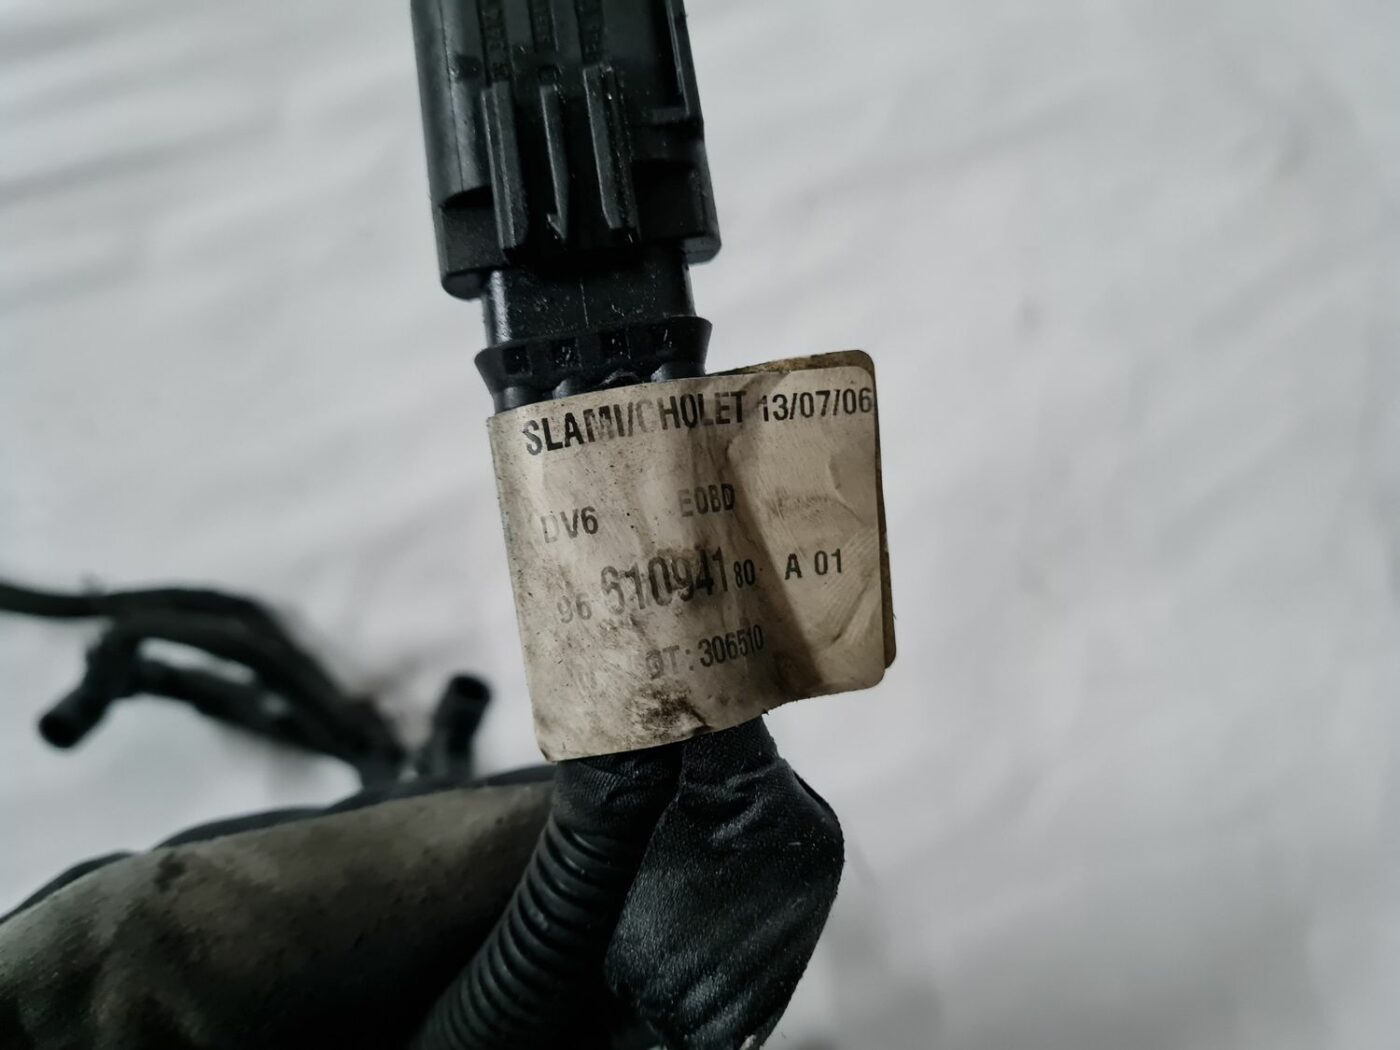 SLAMI/CHOLET 13/07/06
DV6 EOBD
96 610941 80 A 01
OT: 306510